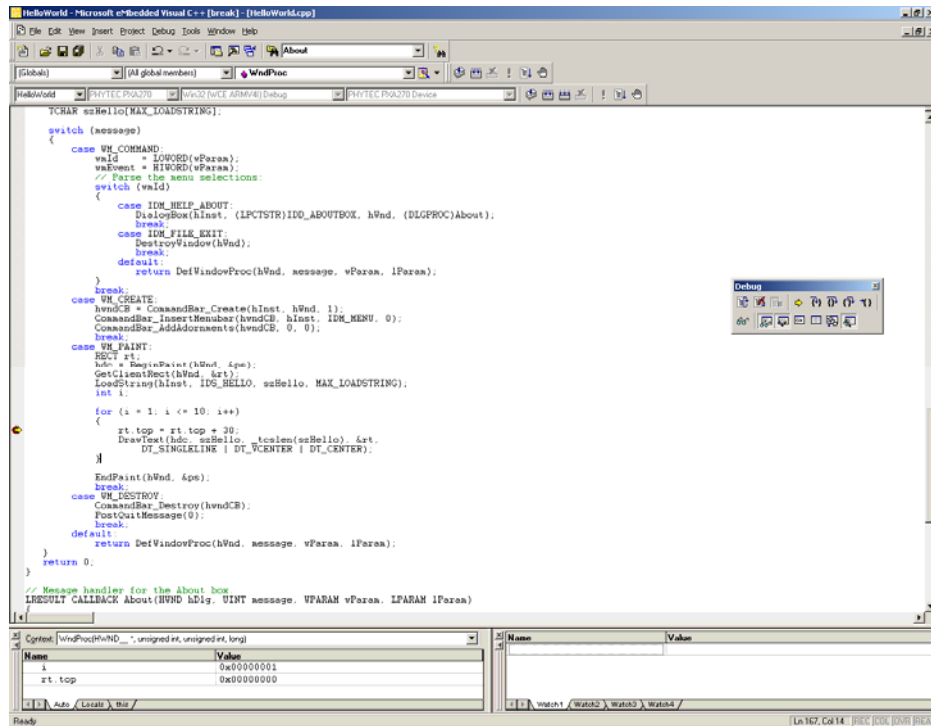 HelloWorld - Microsoft eMbedded Visual C++ [break] - [HelloWorld.cpp]
File Edit View Insert Project Debug Tools Window Help
About
(Globals) (All global members) WndProc
HelloWorld PHYTEC PXA270 Win32 (WCE ARMV4I) Debug PHYTEC PXA270 Device
TCHAR szHello[MAX_LOADSTRING];
switch (message)
{
case WM_COMMAND:
wmId = LOWORD(wParam);
wmEvent = HIWORD(wParam);
// Parse the menu selections:
switch (wmId)
{
case IDM_HELP_ABOUT:
DialogBox(hInst, (LPCTSTR)IDD_ABOUTBOX, hWnd, (DLGPROC)About);
break;
case IDM_FILE_EXIT:
DestroyWindow(hWnd);
break;
default:
return DefWindowProc(hWnd, message, wParam, lParam);
}
break;
case WM_CREATE:
hwndCB = CommandBar_Create(hInst, hWnd, 1);
CommandBar_InsertMenubar(hwndCB, hInst, IDM_MENU, 0);
CommandBar_AddAdornments(hwndCB, 0, 0);
break;
case WM_PAINT:
RECT rt;
hdc = BeginPaint(hWnd, &ps);
GetClientRect(hWnd, &rt);
LoadString(hInst, IDS_HELLO, szHello, MAX_LOADSTRING);
int i;
for (i = 1; i <= 10; i++)
{
rt.top = rt.top + 30;
DrawText(hdc, szHello, _tcslen(szHello), &rt,
DT_SINGLELINE | DT_VCENTER | DT_CENTER);
}
EndPaint(hWnd, &ps);
break;
case WM_DESTROY:
CommandBar_Destroy(hwndCB);
PostQuitMessage(0);
break;
default:
return DefWindowProc(hWnd, message, wParam, lParam);
}
return 0;
}
// Mesage handler for the About box
LRESULT CALLBACK About(HWND hDlg, UINT message, WPARAM wParam, LPARAM lParam)
{
Debug
Context: WndProc(HWND__ *, unsigned int, unsigned int, long)
Name Value
i 0x00000001
rt.top 0x00000000
Auto Locals this
Name Value
Watch1 Watch2 Watch3 Watch4
Ready
Ln 167, Col 14 REC COL OVR REA